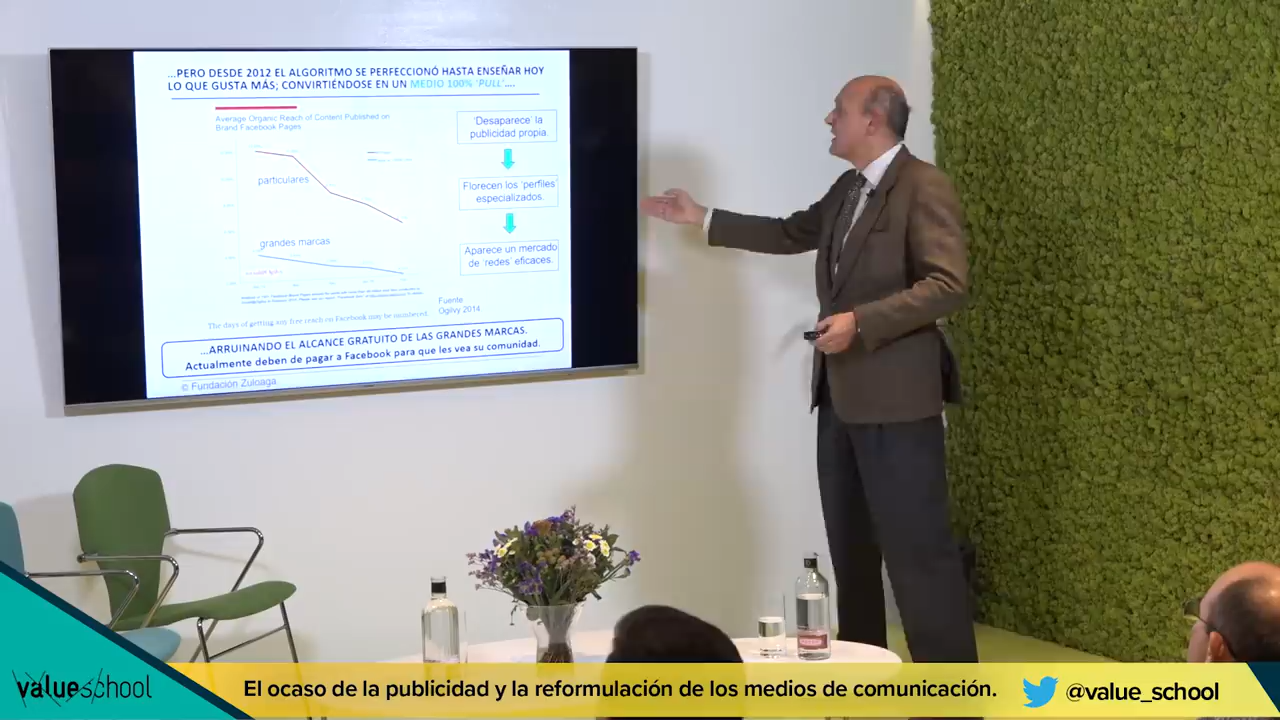 ...PERO DESDE 2012 EL ALGORITMO SE PERFECCIONÓ HASTA ENSEÑAR HOY
LO QUE GUSTA MÁS; CONVIRTIÉNDOSE EN UN MEDIO 100% 'PULL'....
Average Organic Reach of Content Published on
Brand Facebook Pages
particulares
grandes marcas
'Desaparece' la
publicidad propia.
Florecen los 'perfiles'
especializados.
Aparece un mercado
de 'redes' eficaces.
Fuente
Ogilvy 2014
The days of getting any free reach on Facebook may be numbered.
...ARRUINANDO EL ALCANCE GRATUITO DE LAS GRANDES MARCAS.
Actualmente deben de pagar a Facebook para que les vea su comunidad.
© Fundación Zuloaga
valueschool
El ocaso de la publicidad y la reformulación de los medios de comunicación.
@value_school